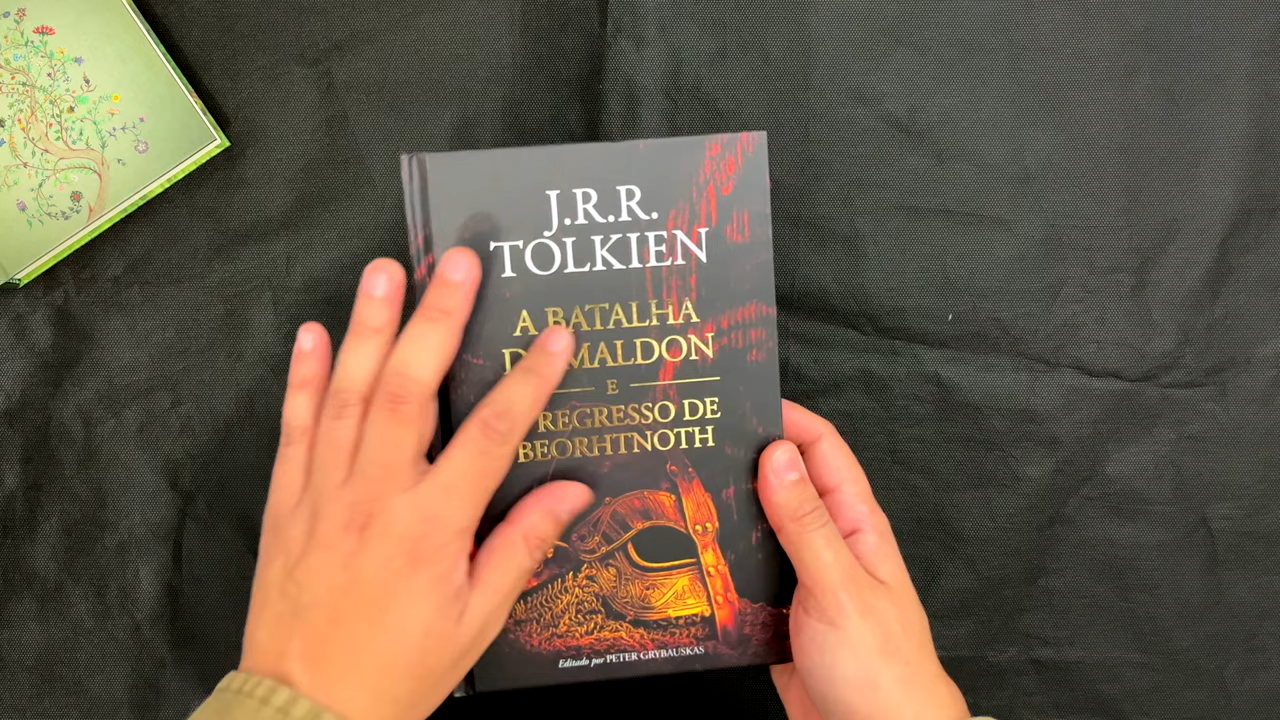 J.R.R.
TOLKIEN
A BATALHA
MALDON
E
REGRESSO DE
BEORHTNOTH
Editado por PETER GRYBAUSKAS